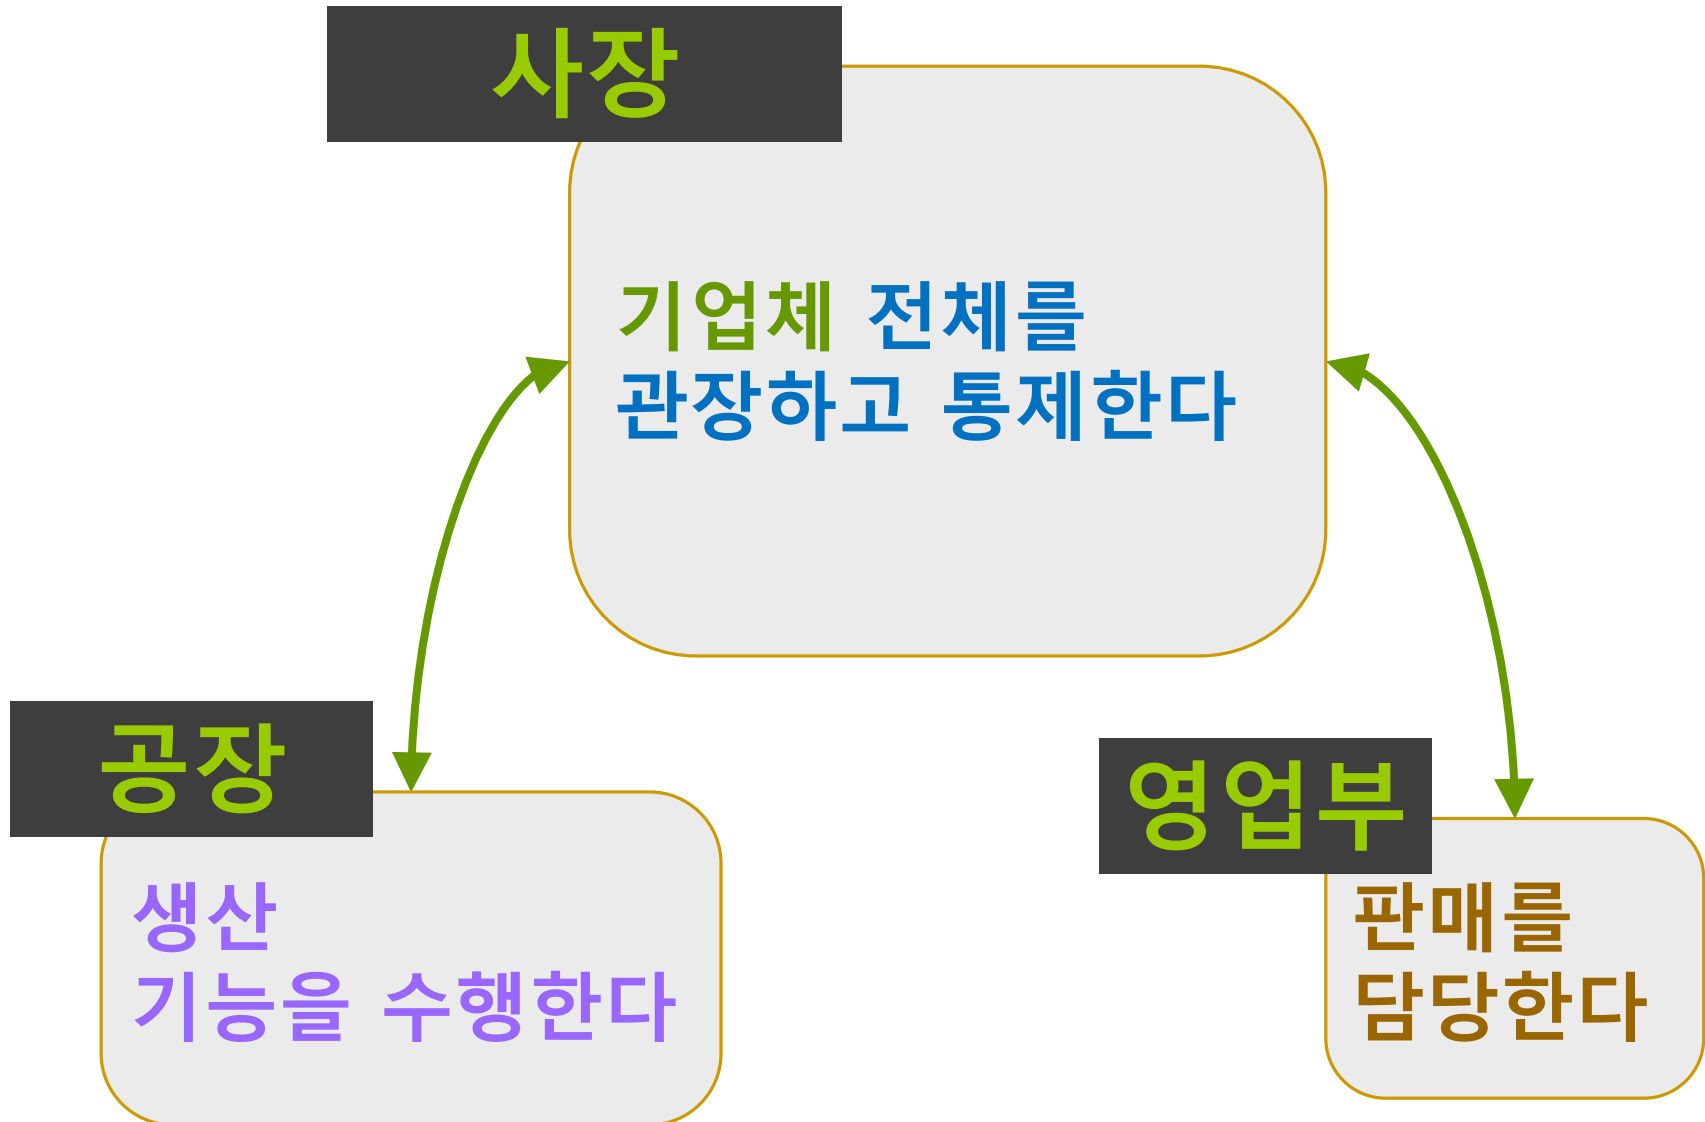 사장
기업체 전체를
관장하고 통제한다
공장
생산
기능을 수행한다
영업부
판매를
담당한다